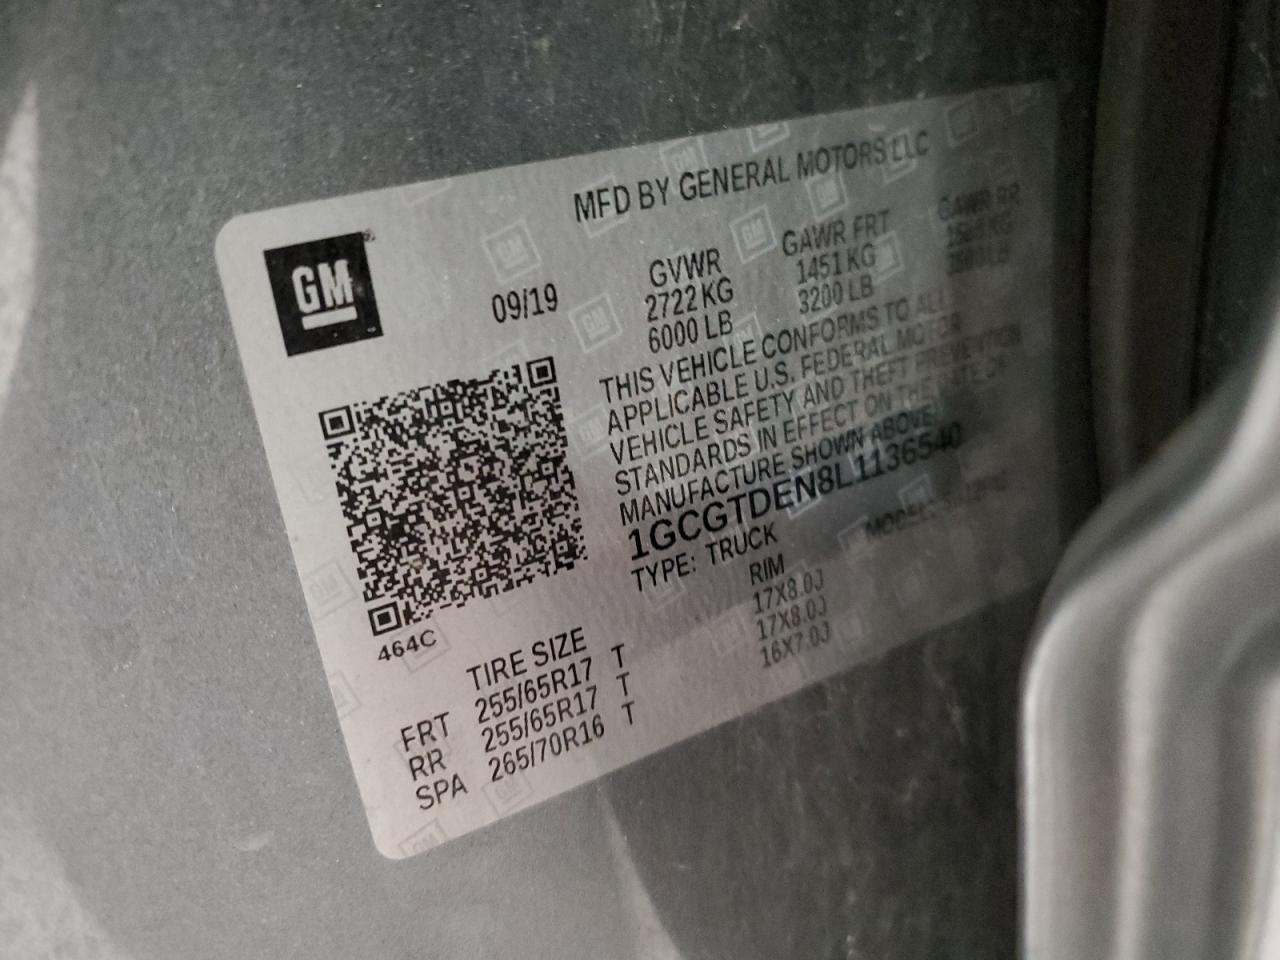 MFD BY GENERAL MOTORS LLC
GM
09/19
GVWR GAWR FRT GAWR RR
2722 KG 1451 KG
6000 LB 3200 LB
THIS VEHICLE CONFORMS TO ALL
APPLICABLE U.S. FEDERAL MOTOR
VEHICLE SAFETY AND THEFT PREVENTION
STANDARDS IN EFFECT ON THE DATE OF
MANUFACTURE SHOWN ABOVE.
1GCGTDEN8L1136540
TYPE: TRUCK MODEL:
464C
TIRE SIZE RIM
FRT 255/65R17 T 17X8.0J
RR 255/65R17 T 17X8.0J
SPA 265/70R16 T 16X7.0J